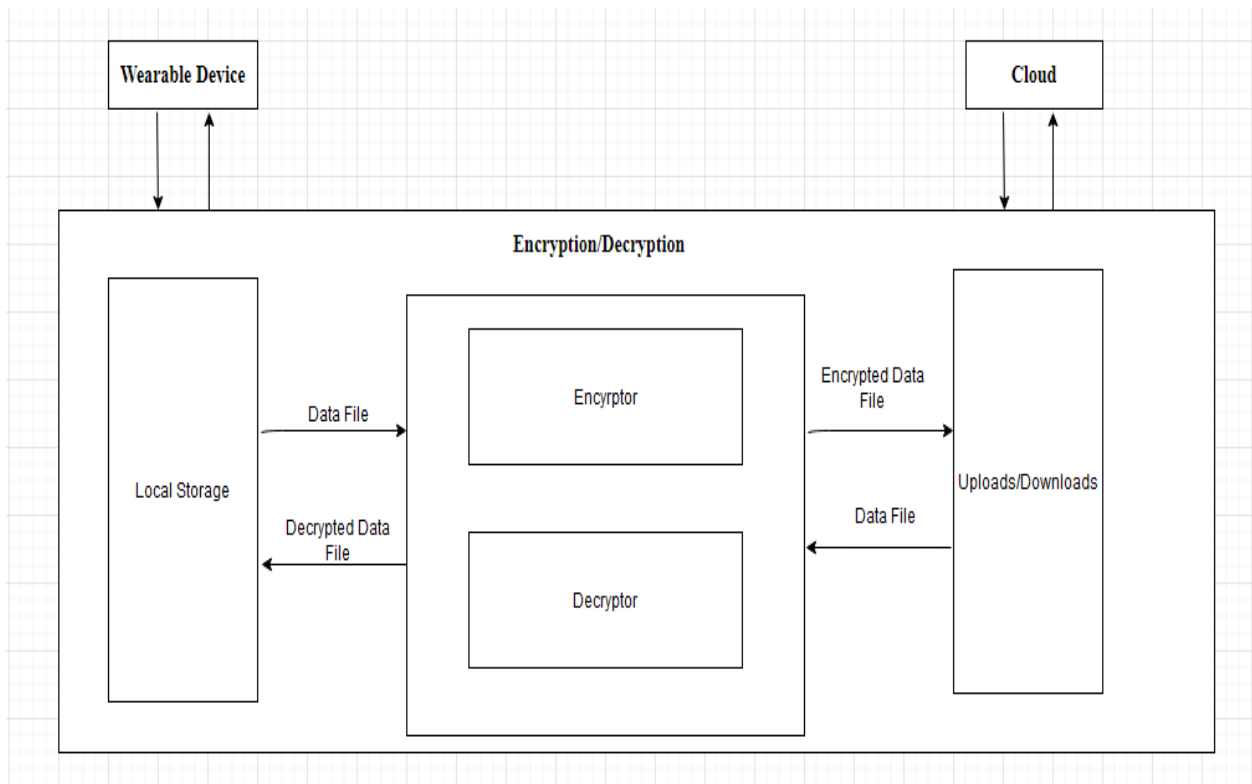 Wearable Device
Cloud
Encryption/Decryption
Encyrptor
Encrypted Data
File
Data File
Local Storage
Uploads/Downloads
Decrypted Data
File
Data File
Decryptor